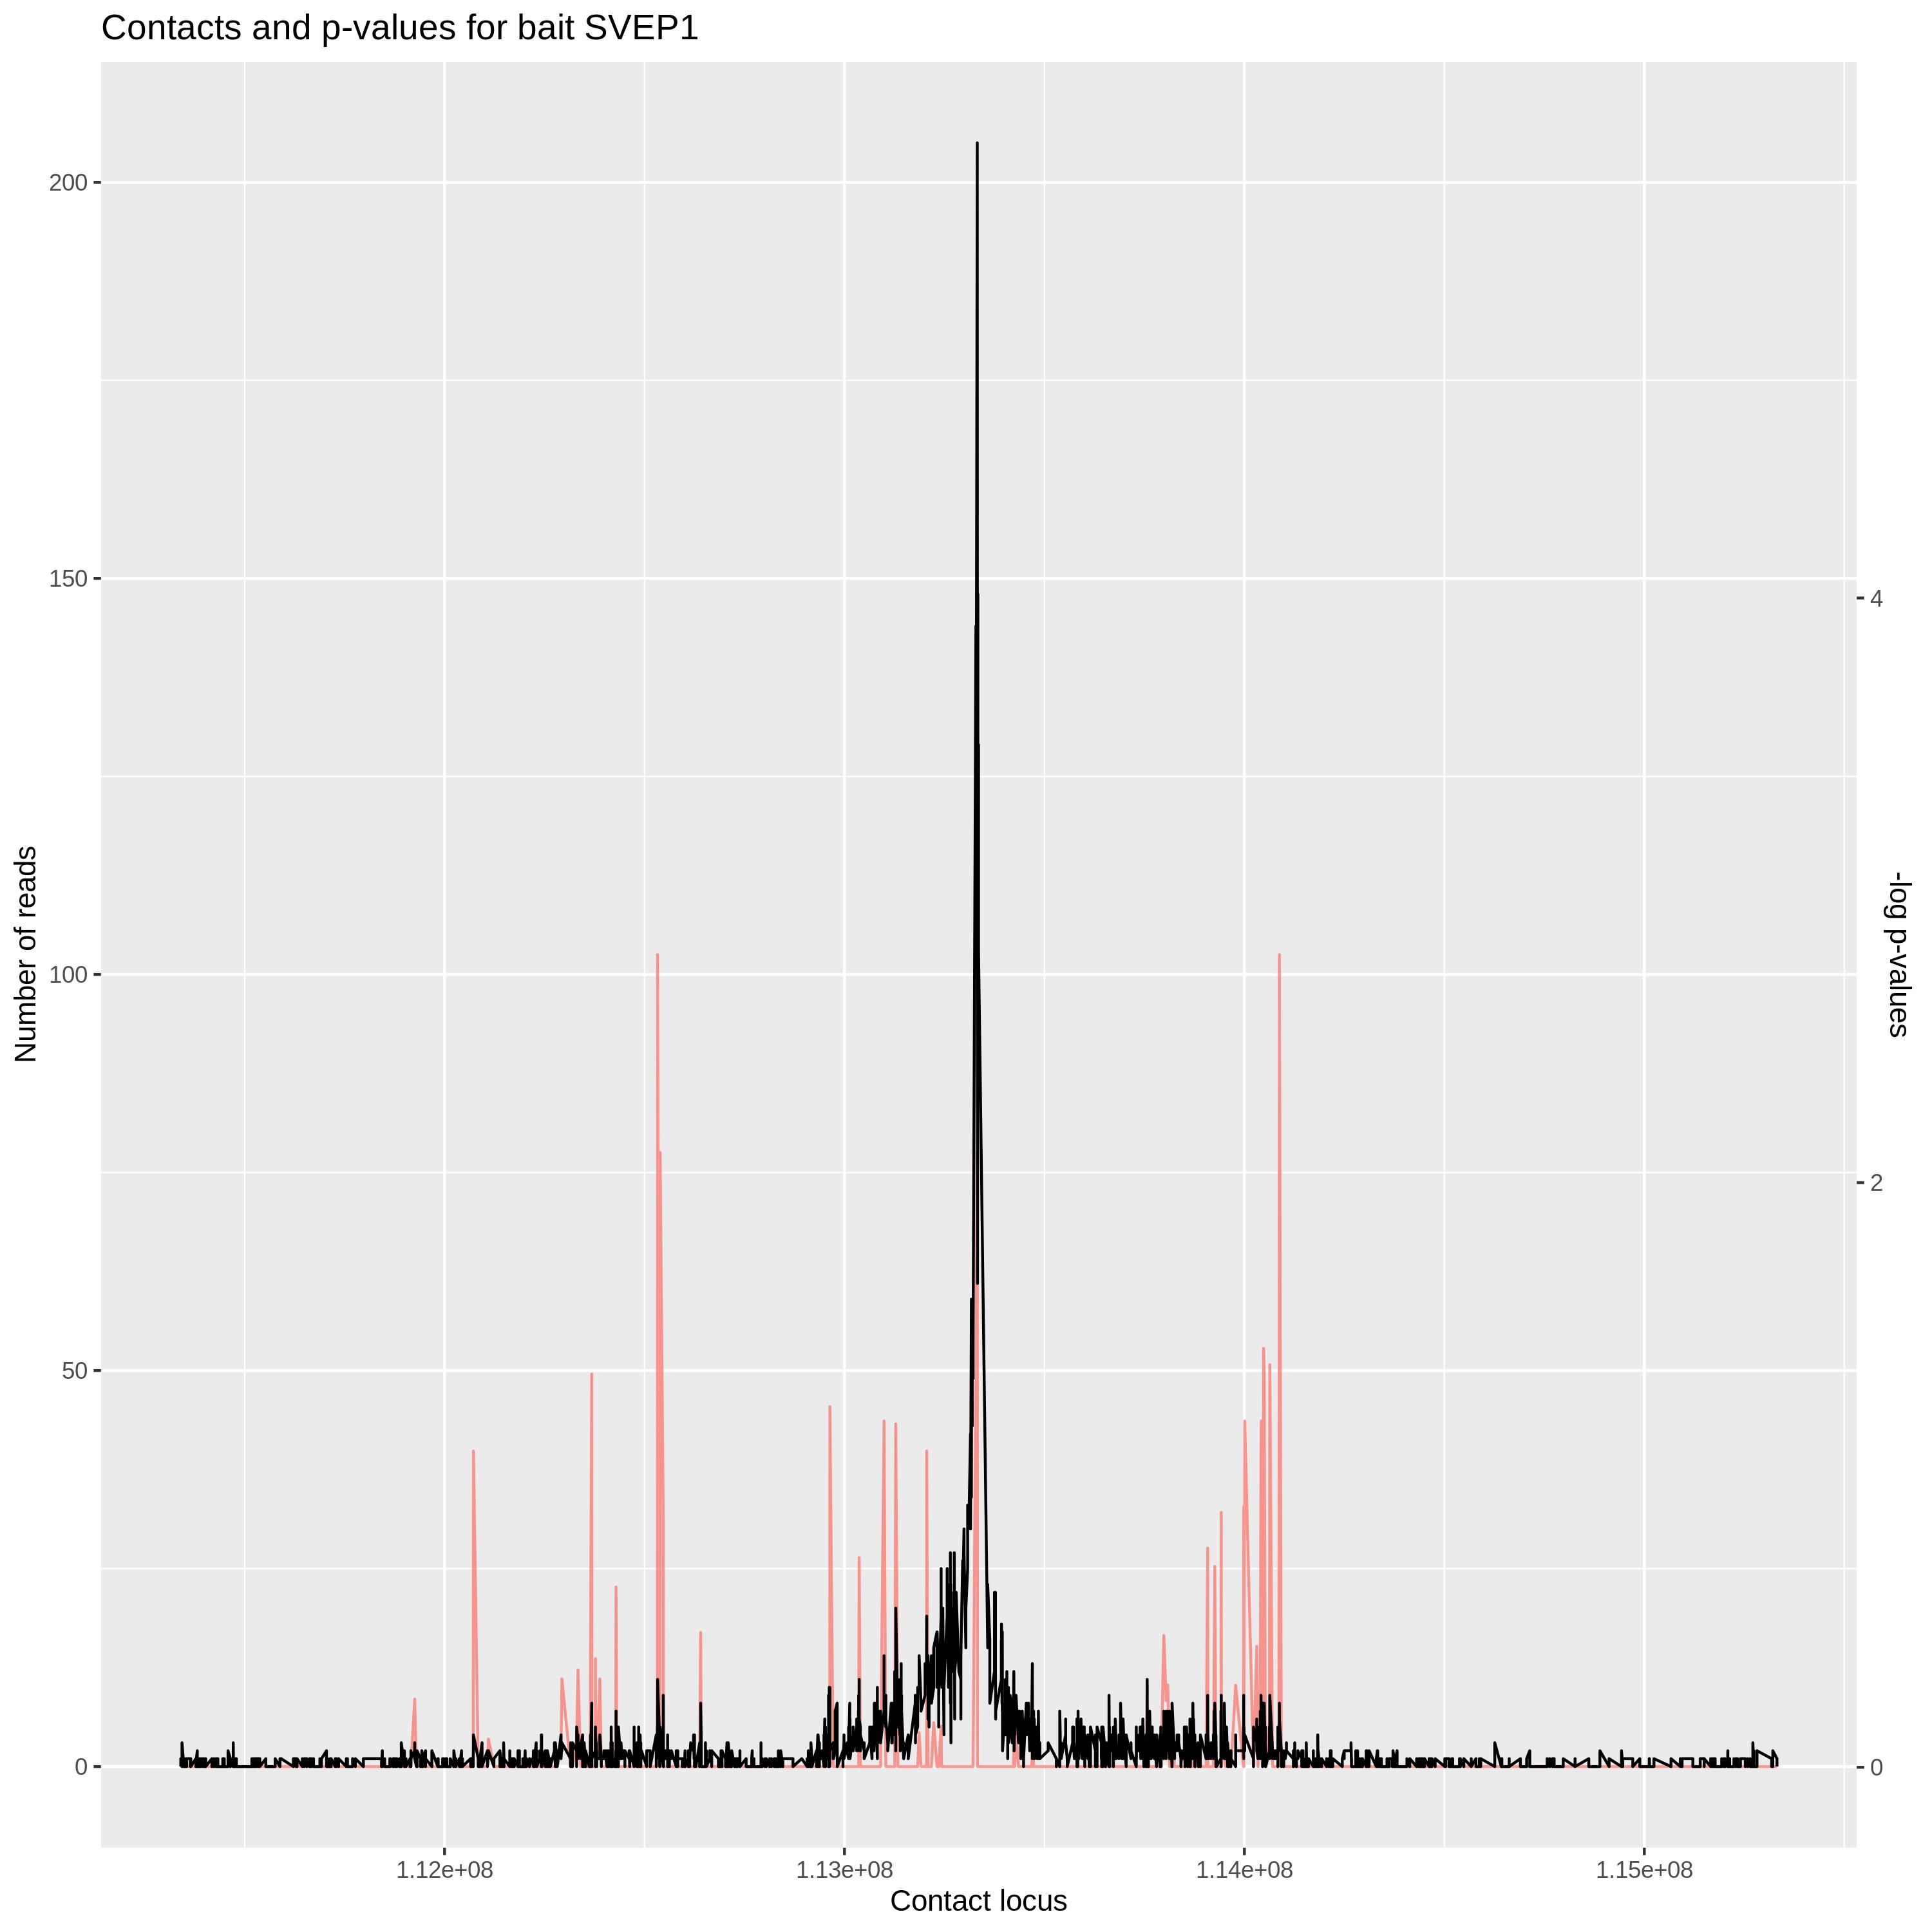 Contacts and p-values for bait SVEP1
200
150
100
50
0
Number of reads
4
2
0
-log p-values
1.12e+08
1.13e+08
1.14e+08
1.15e+08
Contact locus